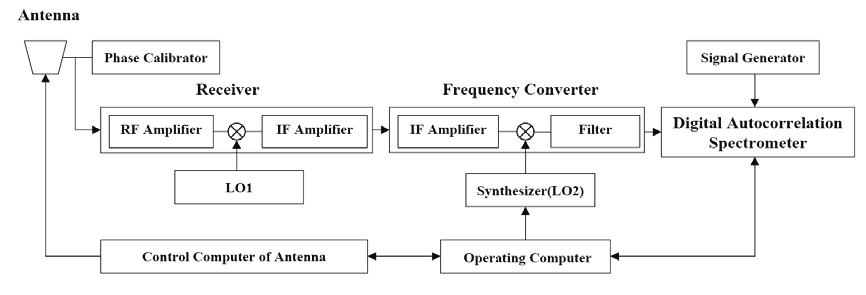 Antenna
Phase Calibrator
Signal Generator
Receiver
Frequency Converter
RF Amplifier
IF Amplifier
IF Amplifier
Filter
Digital Autocorrelation
Spectrometer
LO1
Synthesizer(LO2)
Control Computer of Antenna
Operating Computer